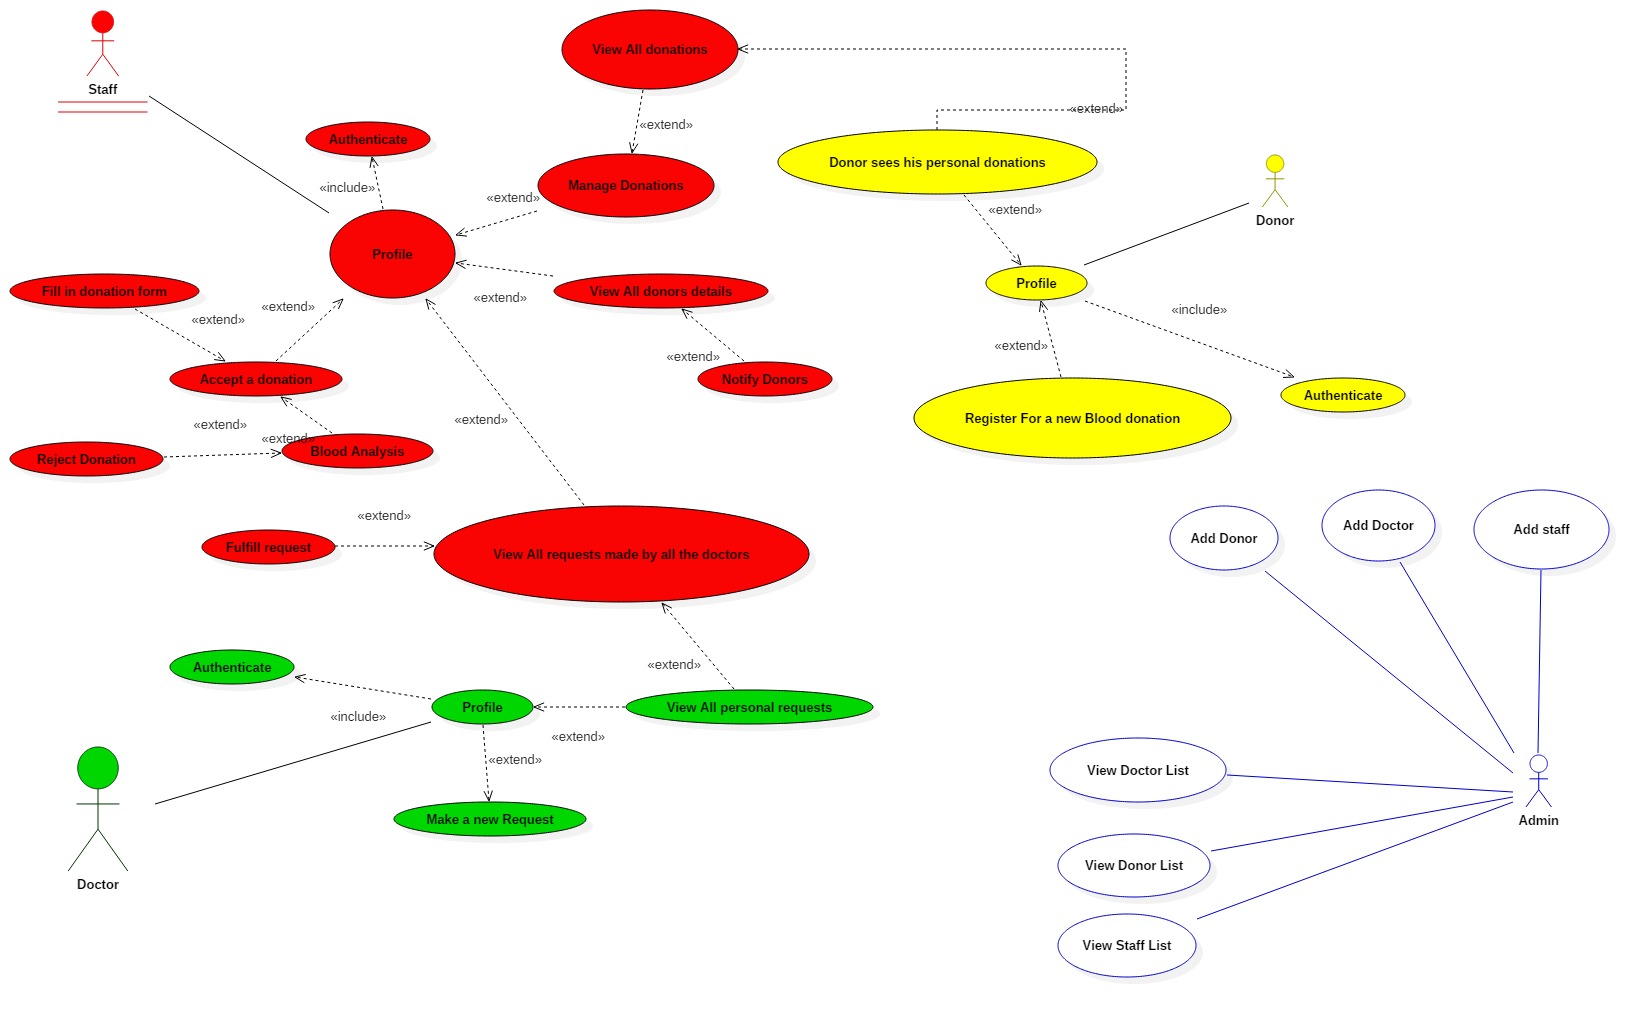 View All donations
Staff
«extend»
«extend»
Authenticate
Donor sees his personal donations
Manage Donations
«include»
«extend»
«extend»
Donor
Profile
Profile
Fill in donation form
View All donors details
«extend»
«extend»
«include»
«extend»
«extend»
«extend»
Accept a donation
Notify Donors
Authenticate
«extend»
Register For a new Blood donation
«extend»
«extend»
Blood Analysis
Reject Donation
«extend»
Add Doctor
Add staff
Add Donor
Fulfill request
View All requests made by all the doctors
«extend»
Authenticate
Profile
View All personal requests
«include»
«extend»
«extend»
View Doctor List
Make a new Request
Admin
View Donor List
Doctor
View Staff List